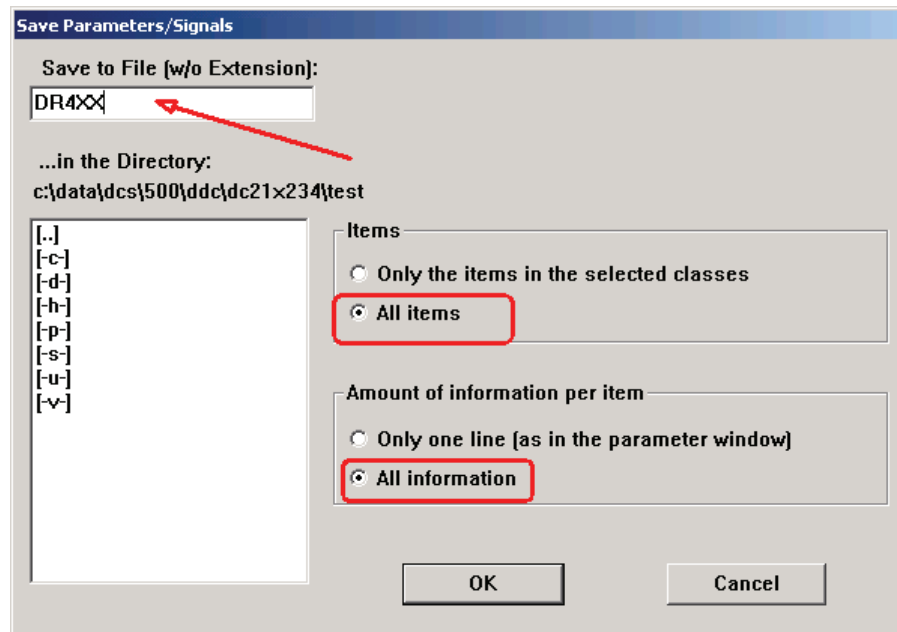 Save Parameters/Signals
Save to File (w/o Extension):
DR4XX
...in the Directory:
c:\data\dcs\500\ddc\dc21x234\test
[..]
[-c-]
[-d-]
[-h-]
[-p-]
[-s-]
[-u-]
[-v-]
Items
Only the items in the selected classes
All items
Amount of information per item
Only one line (as in the parameter window)
All information
OK
Cancel